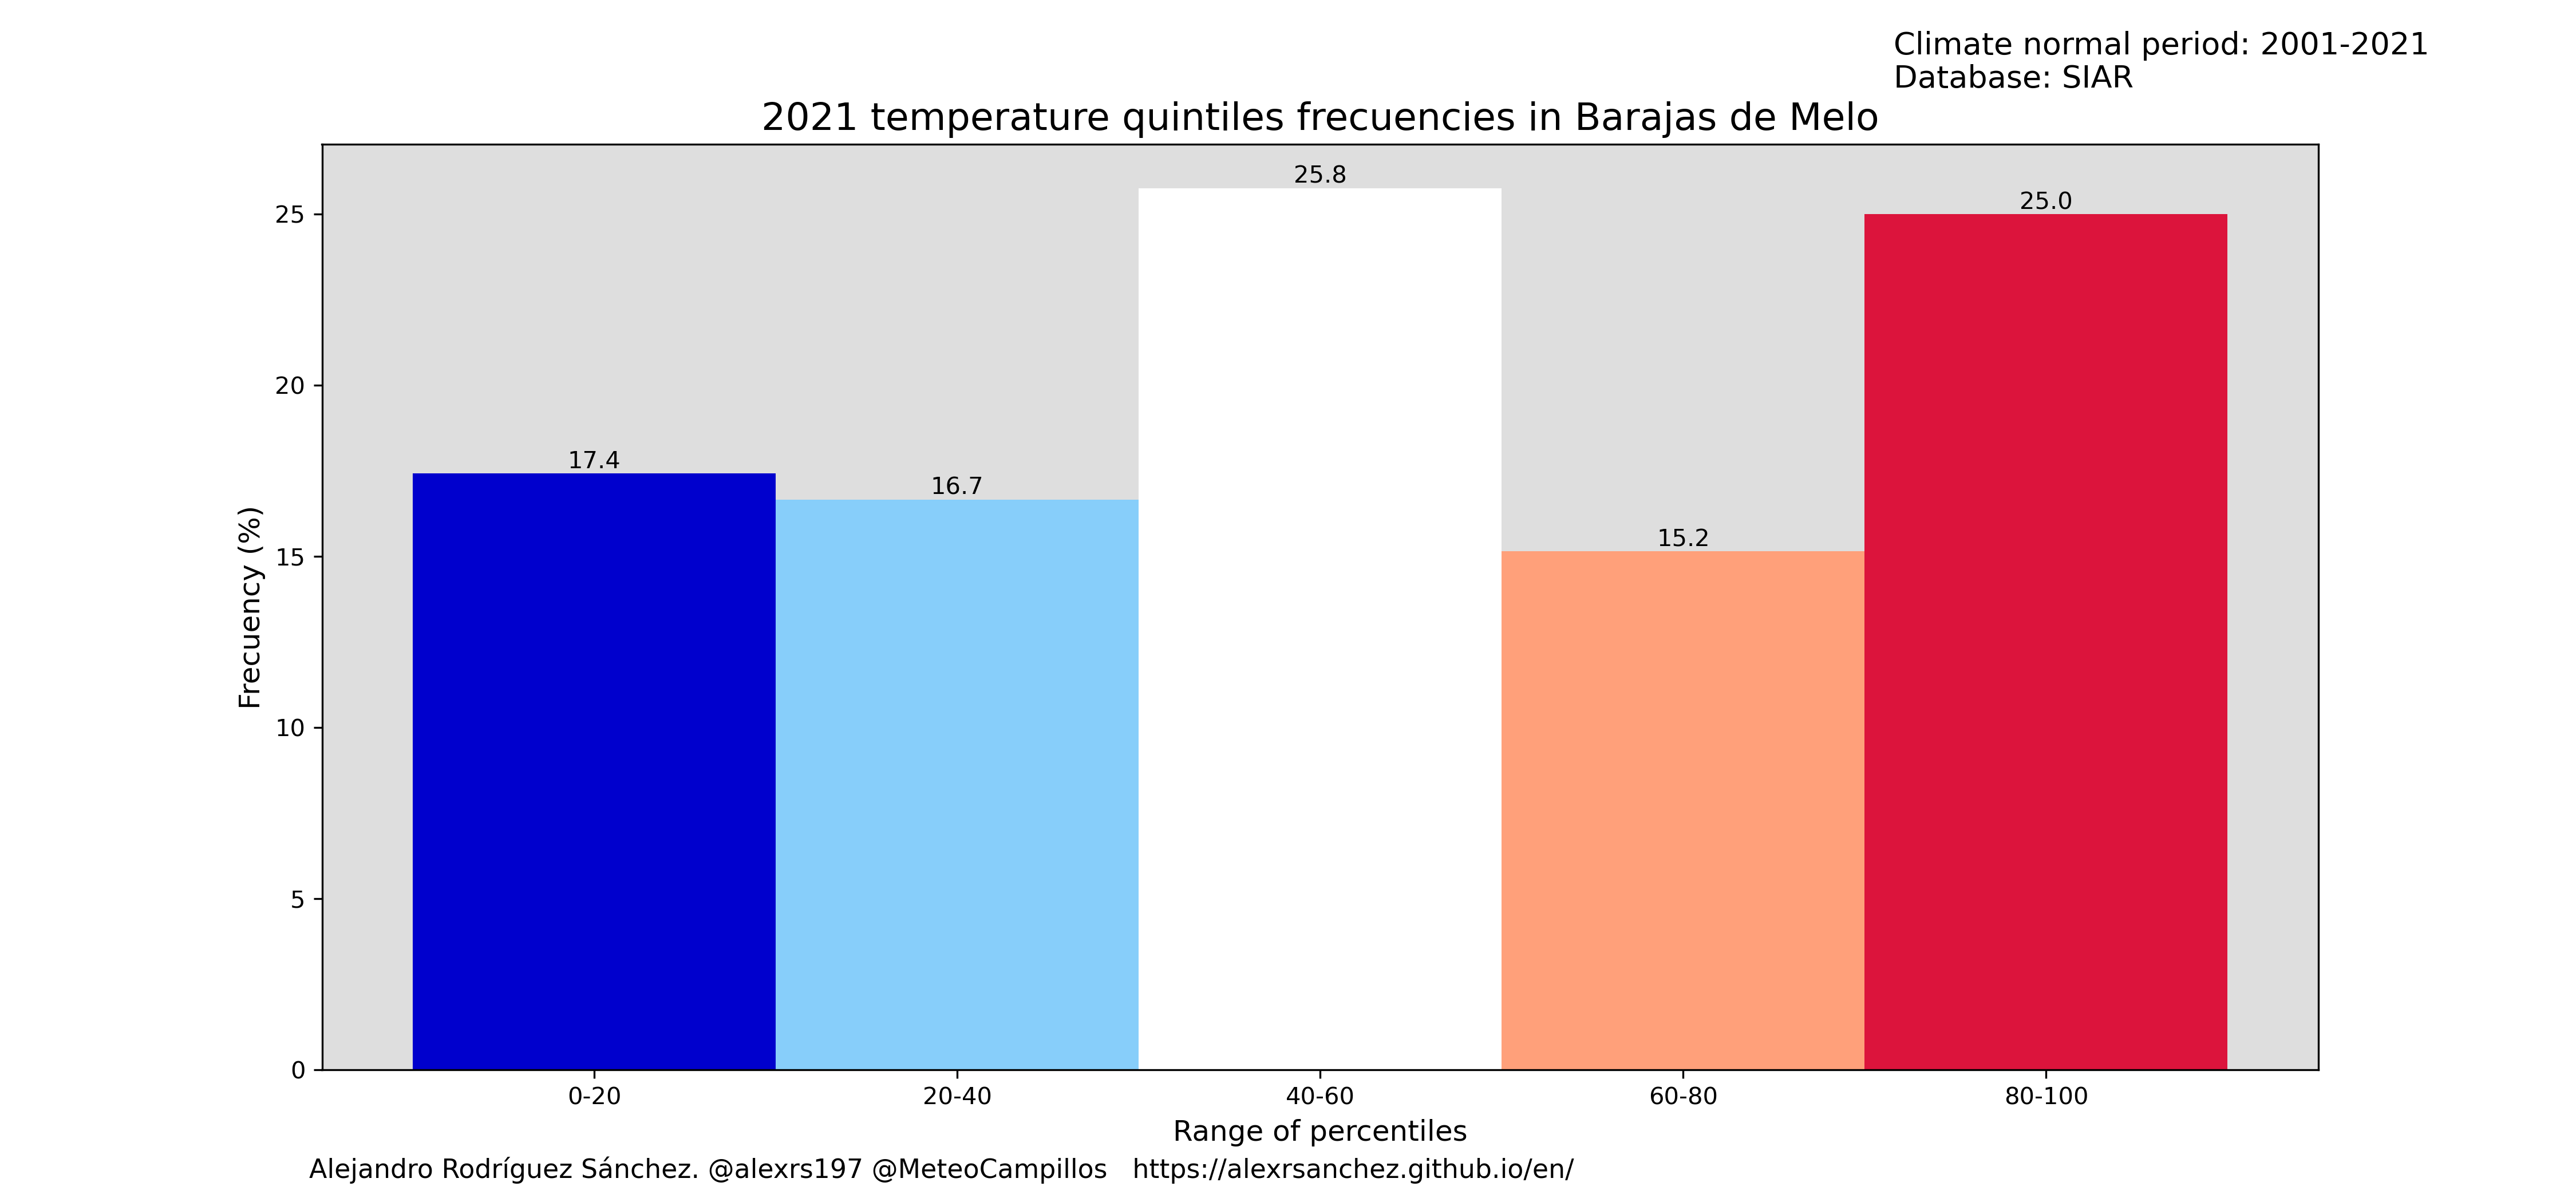 Climate normal period: 2001-2021
Database: SIAR
2021 temperature quintiles frecuencies in Barajas de Melo
25.8
25.0
17.4
16.7
15.2
Frecuency (%)
25
20
15
10
5
0
0-20 20-40 40-60 60-80 80-100
Range of percentiles
Alejandro Rodríguez Sánchez. @alexrs197 @MeteoCampillos https://alexrsanchez.github.io/en/